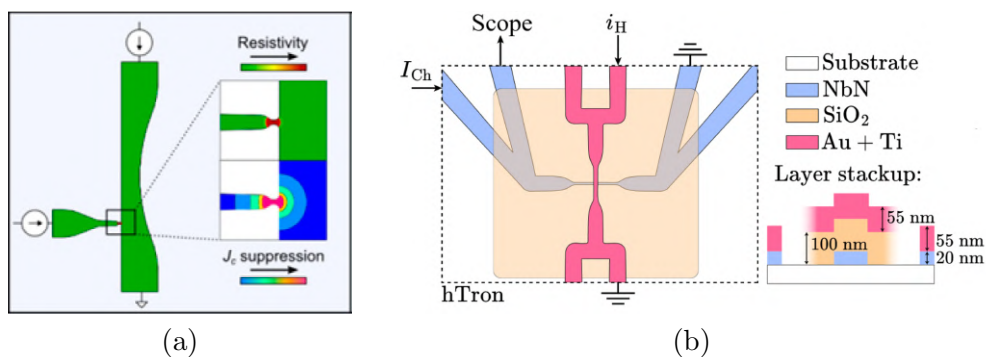 Resistivity
J_c suppression
(a)
Scope
i_H
I_Ch
hTron
Substrate
NbN
SiO₂
Au + Ti
Layer stackup:
55 nm
100 nm
55 nm
20 nm
(b)